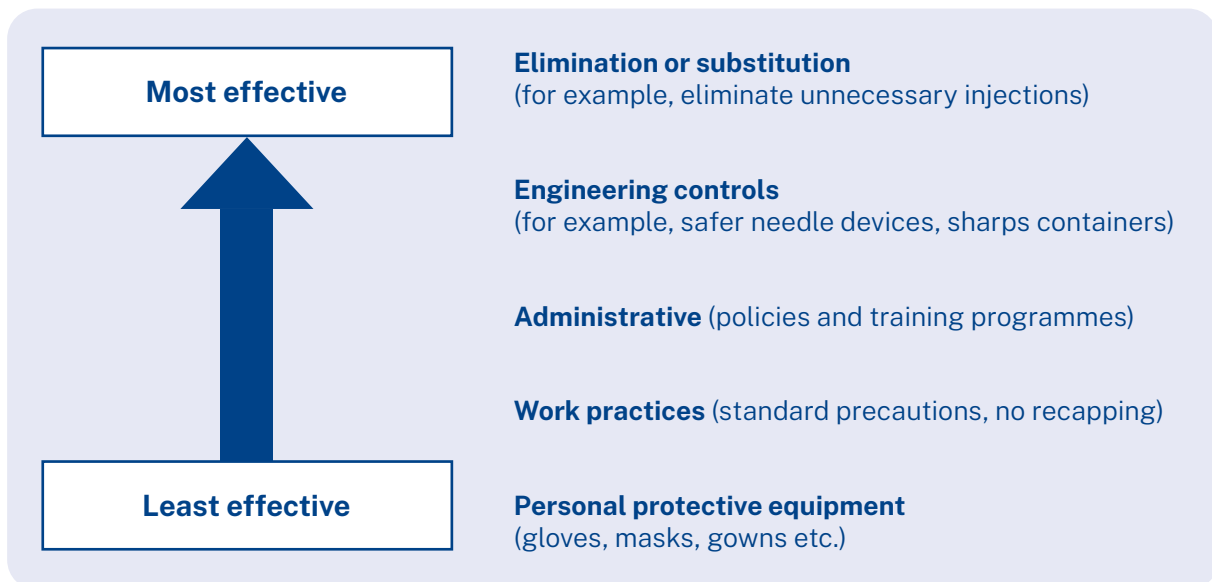 Most effective
Elimination or substitution
(for example, eliminate unnecessary injections)
Engineering controls
(for example, safer needle devices, sharps containers)
Administrative (policies and training programmes)
Work practices (standard precautions, no recapping)
Least effective
Personal protective equipment
(gloves, masks, gowns etc.)